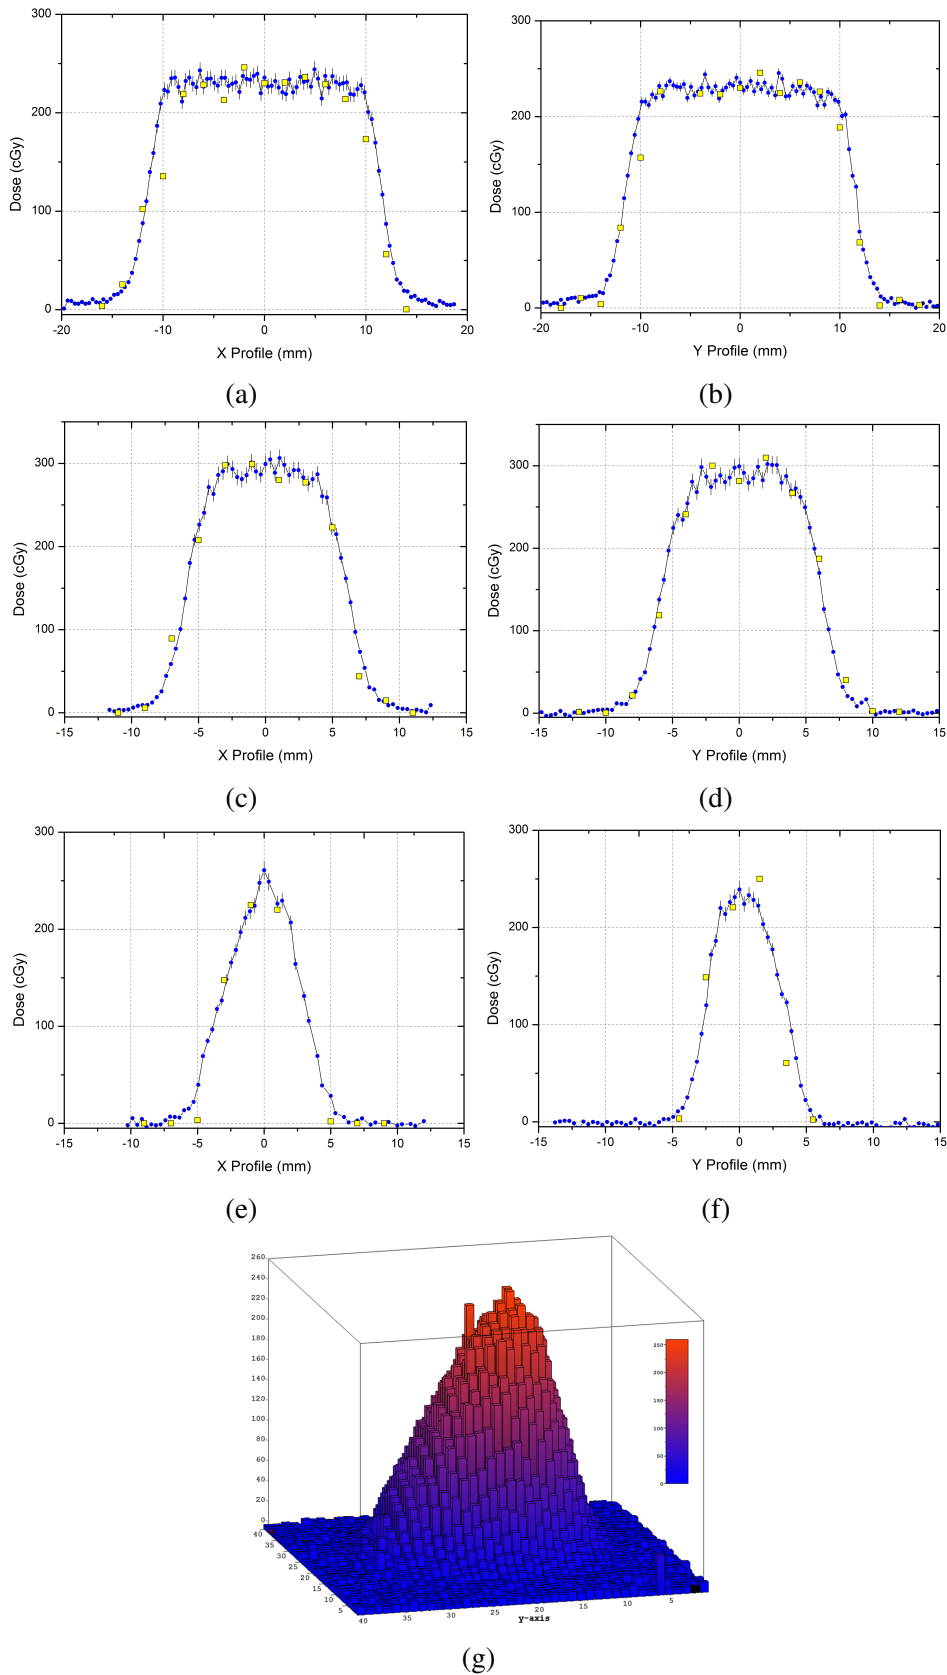 300
200
100
0
Dose (cGy)
-20 -10 0 10 20
X Profile (mm)
(a)
300
200
100
0
Dose (cGy)
-20 -10 0 10 20
Y Profile (mm)
(b)
300
200
100
0
Dose (cGy)
-15 -10 -5 0 5 10 15
X Profile (mm)
(c)
300
200
100
0
Dose (cGy)
-15 -10 -5 0 5 10 15
Y Profile (mm)
(d)
300
200
100
0
Dose (cGy)
-15 -10 -5 0 5 10 15
X Profile (mm)
(e)
300
200
100
0
Dose (cGy)
-15 -10 -5 0 5 10 15
Y Profile (mm)
(f)
260
240
220
200
180
160
140
120
100
80
60
40
20
0
40
35
30
25
20
15
10
5
40 35 30 25 20 15 10 5
y-axis
250
200
150
100
50
0
(g)